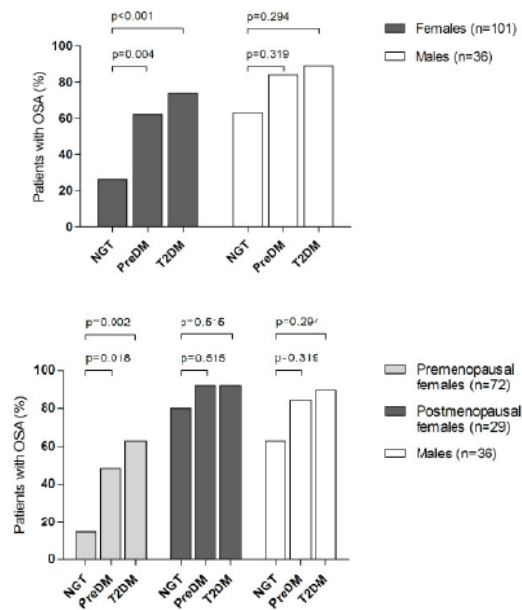 p<0.001
p=0.004
p=0.294
p=0.319
Females (n=101)
Males (n=36)
Patients with OSA (%)
100
80
60
40
20
0
NGT
PreDM
T2DM
NGT
PreDM
T2DM
p=0.002
p=0.018
p=0.515
p=0.515
p=0.294
p=0.319
Premenopausal
females (n=72)
Postmenopausal
females (n=29)
Males (n=36)
Patients with OSA (%)
100
80
60
40
20
0
NGT
PreDM
T2DM
NGT
PreDM
T2DM
NGT
PreDM
T2DM